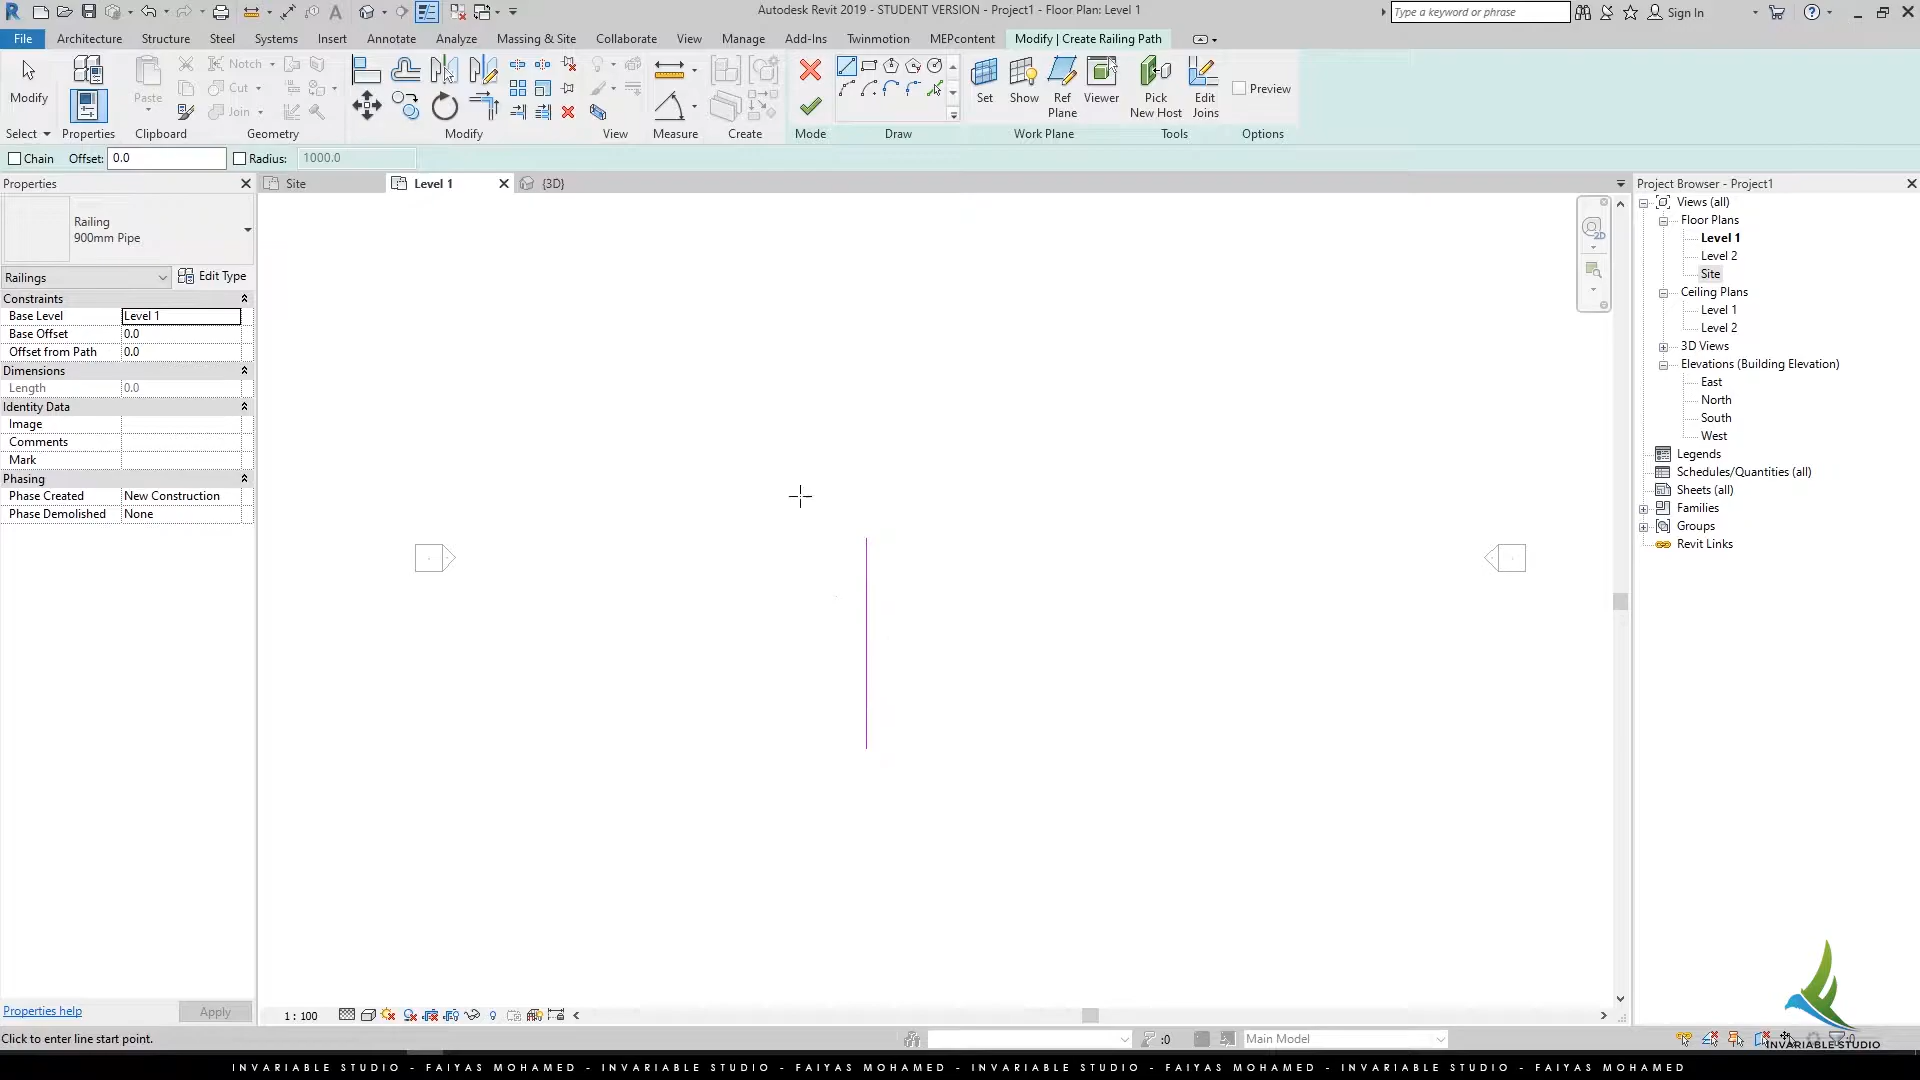 Autodesk Revit 2019 - STUDENT VERSION - Project1 - Floor Plan: Level 1
Type a keyword or phrase
Sign In
File Architecture Structure Steel Systems Insert Annotate Analyze Massing & Site Collaborate View Manage Add-Ins Twinmotion MEPcontent Modify | Create Railing Path
Modify
Paste
Notch
Cut
Join
Set
Show
Ref Plane
Viewer
Pick New Host
Edit Joins
Preview
Select Properties Clipboard Geometry Modify View Measure Create Mode Draw Work Plane Tools Options
Chain Offset: 0.0 Radius: 1000.0
Properties
Site
Level 1
{3D}
Railing
900mm Pipe
Railings
Edit Type
Constraints
Base Level Level 1
Base Offset 0.0
Offset from Path 0.0
Dimensions
Length 0.0
Identity Data
Image
Comments
Mark
Phasing
Phase Created New Construction
Phase Demolished None
Properties help
Apply
2D
Project Browser - Project1
Views (all)
Floor Plans
Level 1
Level 2
Site
Ceiling Plans
Level 1
Level 2
3D Views
Elevations (Building Elevation)
East
North
South
West
Legends
Schedules/Quantities (all)
Sheets (all)
Families
Groups
Revit Links
1 : 100
Click to enter line start point.
:0
Main Model
INVARIABLE STUDIO
INVARIABLE STUDIO - FAIYAS MOHAMED - INVARIABLE STUDIO - FAIYAS MOHAMED - INVARIABLE STUDIO - FAIYAS MOHAMED - INVARIABLE STUDIO - FAIYAS MOHAMED